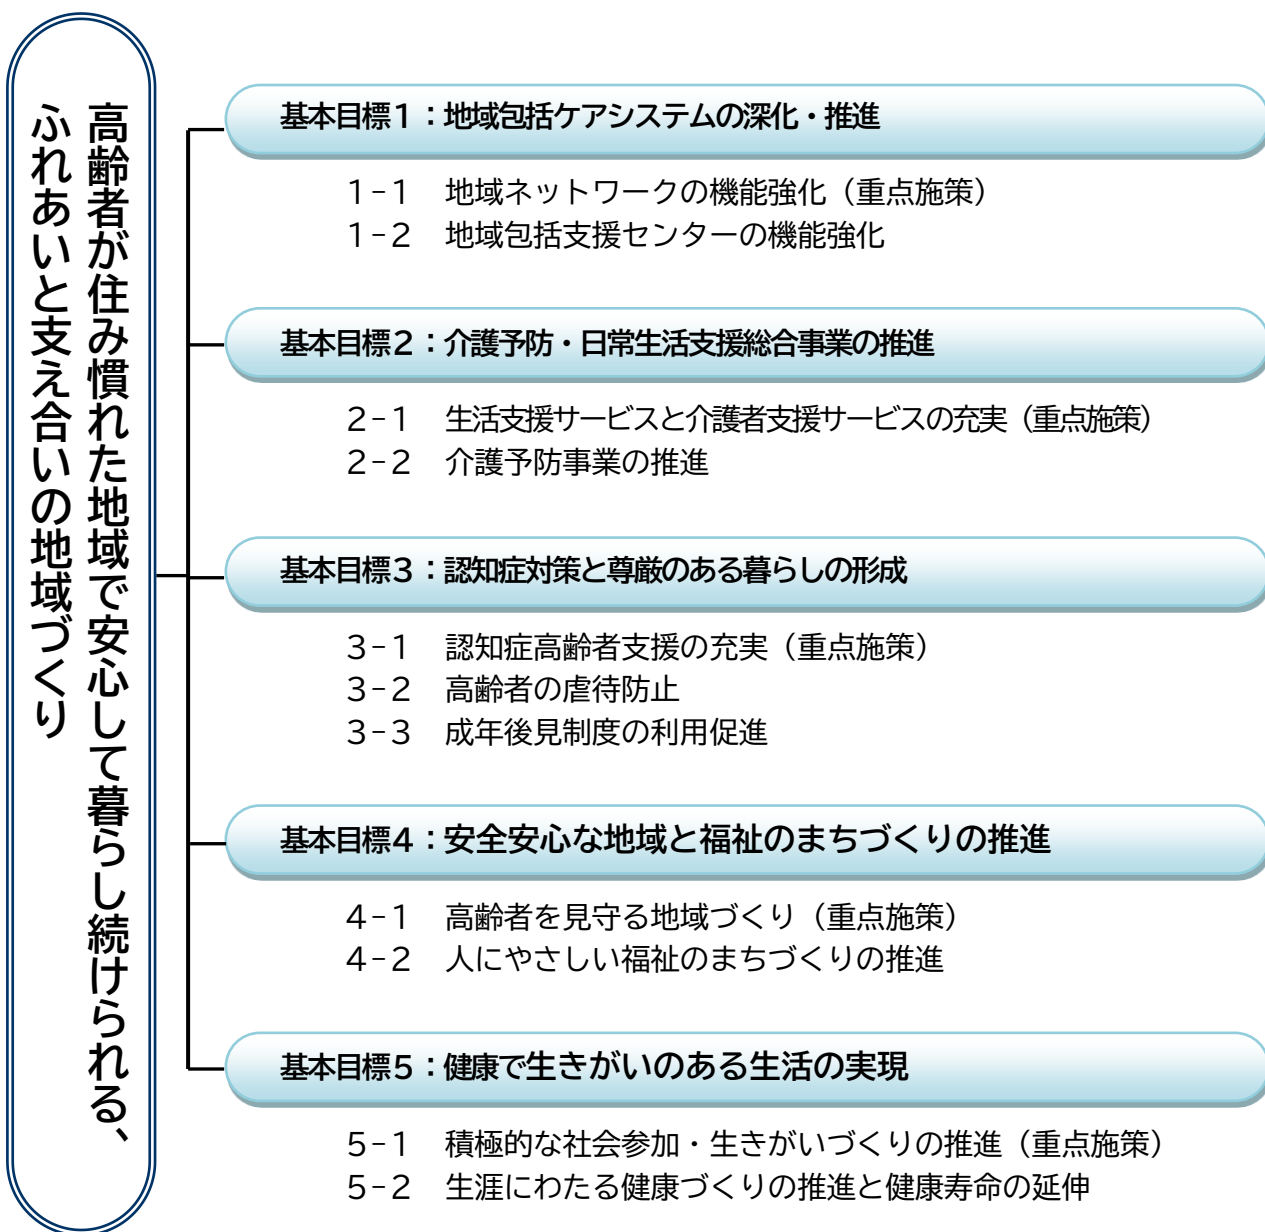 高齢者が住み慣れた地域で安心して暮らし続けられる、
ふれあいと支え合いの地域づくり
基本目標１：地域包括ケアシステムの深化・推進
１−１　地域ネットワークの機能強化（重点施策）
１−２　地域包括支援センターの機能強化
基本目標２：介護予防・日常生活支援総合事業の推進
２−１　生活支援サービスと介護者支援サービスの充実（重点施策）
２−２　介護予防事業の推進
基本目標３：認知症対策と尊厳のある暮らしの形成
３−１　認知症高齢者支援の充実（重点施策）
３−２　高齢者の虐待防止
３−３　成年後見制度の利用促進
基本目標４：安全安心な地域と福祉のまちづくりの推進
４−１　高齢者を見守る地域づくり（重点施策）
４−２　人にやさしい福祉のまちづくりの推進
基本目標５：健康で生きがいのある生活の実現
５−１　積極的な社会参加・生きがいづくりの推進（重点施策）
５−２　生涯にわたる健康づくりの推進と健康寿命の延伸